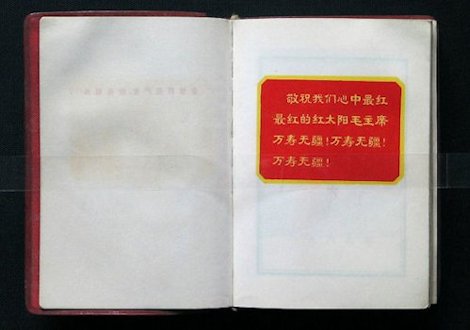 敬祝我们心中最红
最红的红太阳毛主席
万寿无疆!万寿无疆!
万寿无疆!